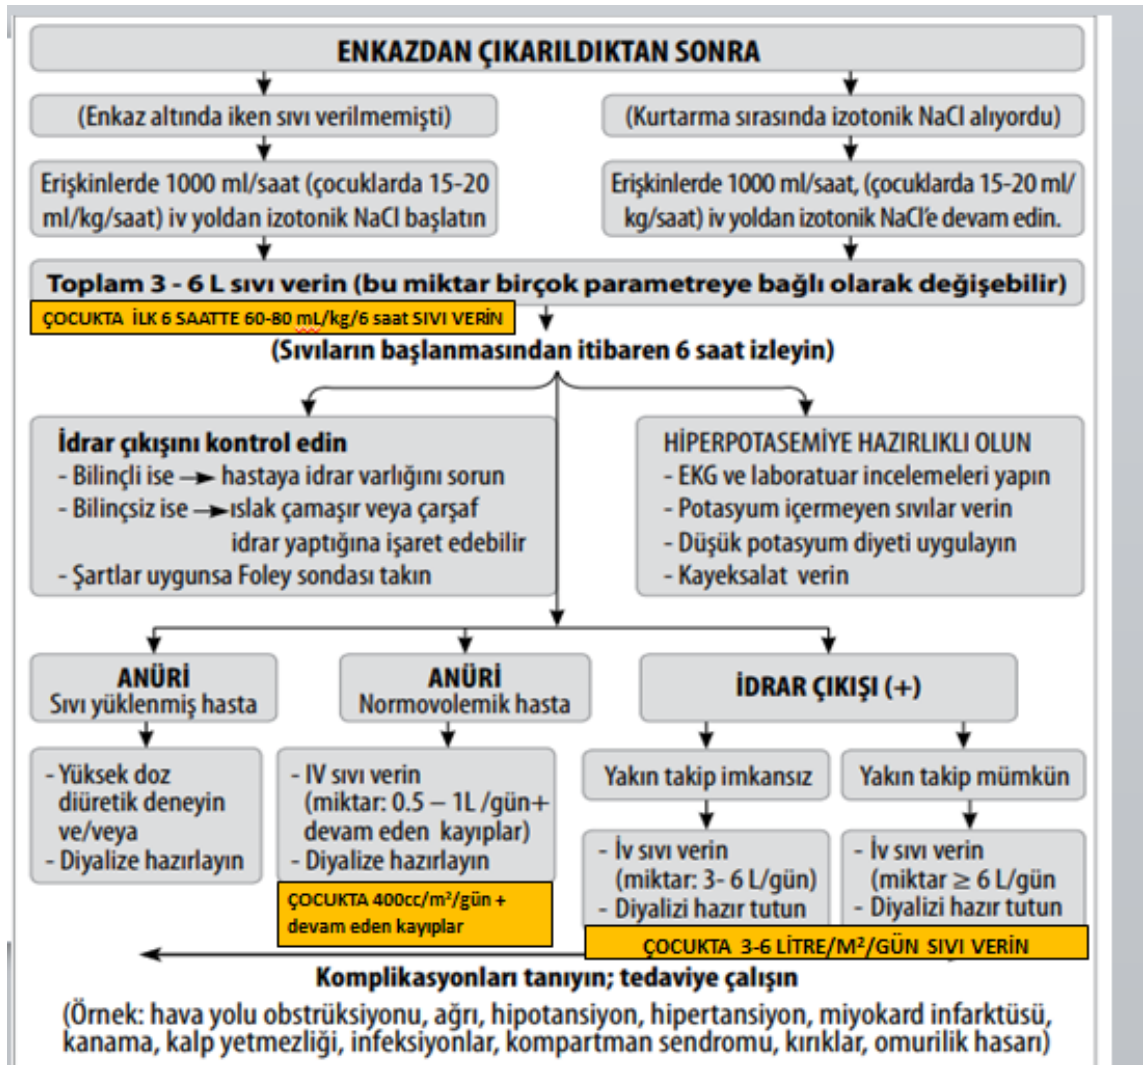 ENKAZDAN ÇIKARILDIKTAN SONRA
(Enkaz altında iken sıvı verilmemişti)
(Kurtarma sırasında izotonik NaCl alıyordu)
Erişkinlerde 1000 ml/saat (çocuklarda 15-20
ml/kg/saat) iv yoldan izotonik NaCl başlatın
Erişkinlerde 1000 ml/saat, (çocuklarda 15-20 ml/
kg/saat) iv yoldan izotonik NaCl'e devam edin.
Toplam 3 - 6 L sıvı verin (bu miktar birçok parametreye bağlı olarak değişebilir)
ÇOCUKTA İLK 6 SAATTE 60-80 mL/kg/6 saat SIVI VERİN
(Sıvıların başlanmasından itibaren 6 saat izleyin)
İdrar çıkışını kontrol edin
- Bilinçli ise → hastaya idrar varlığını sorun
- Bilinçsiz ise → ıslak çamaşır veya çarşaf
idrar yaptığına işaret edebilir
- Şartlar uygunsa Foley sondası takın
HİPERPOTASEMİYE HAZIRLIKLI OLUN
- EKG ve laboratuar incelemeleri yapın
- Potasyum içermeyen sıvılar verin
- Düşük potasyum diyeti uygulayın
- Kayeksalat verin
ANÜRİ
Sıvı yüklenmiş hasta
ANÜRİ
Normovolemik hasta
İDRAR ÇIKIŞI (+)
- Yüksek doz
diüretik deneyin
ve/veya
- Diyalize hazırlayın
- IV sıvı verin
(miktar: 0.5 – 1L /gün+
devam eden kayıplar)
- Diyalize hazırlayın
ÇOCUKTA 400cc/m²/gün +
devam eden kayıplar
Yakın takip imkansız
Yakın takip mümkün
- İv sıvı verin
(miktar: 3- 6 L/gün)
- Diyalizi hazır tutun
- İv sıvı verin
(miktar ≥ 6 L/gün
- Diyalizi hazır tutun
ÇOCUKTA 3-6 LİTRE/M²/GÜN SIVI VERİN
Komplikasyonları tanıyın; tedaviye çalışın
(Örnek: hava yolu obstrüksiyonu, ağrı, hipotansiyon, hipertansiyon, miyokard infarktüsü,
kanama, kalp yetmezliği, infeksiyonlar, kompartman sendromu, kırıklar, omurilik hasarı)